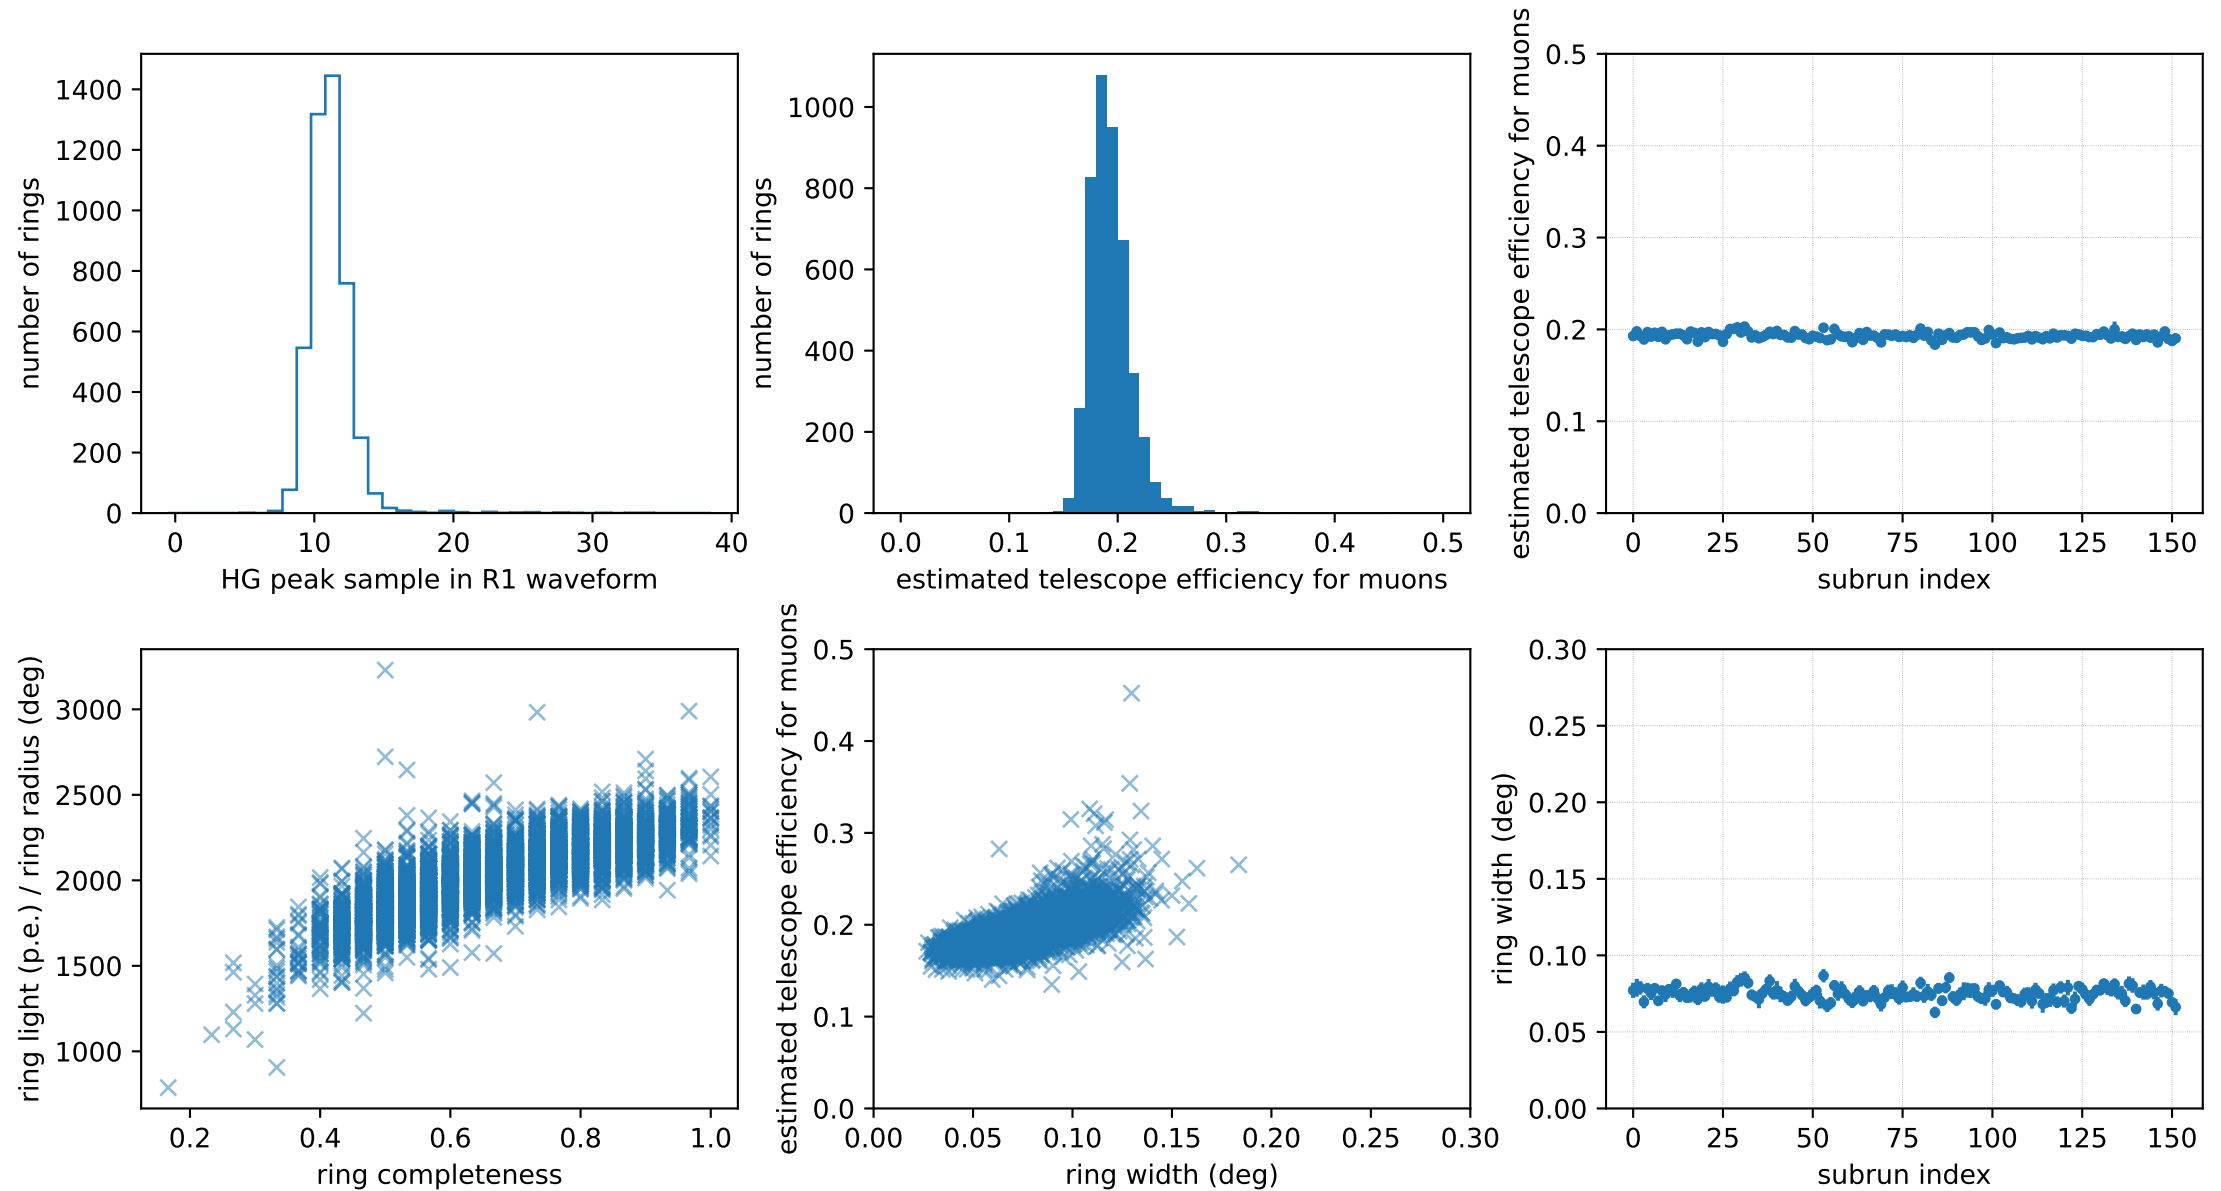 number of rings
1400
1200
1000
800
600
400
200
0
0 10 20 30 40
HG peak sample in R1 waveform
number of rings
1000
800
600
400
200
0
0.0 0.1 0.2 0.3 0.4 0.5
estimated telescope efficiency for muons
estimated telescope efficiency for muons
0.5
0.4
0.3
0.2
0.1
0.0
0 25 50 75 100 125 150
subrun index
ring light (p.e.) / ring radius (deg)
3000
2500
2000
1500
1000
0.2 0.4 0.6 0.8 1.0
ring completeness
estimated telescope efficiency for muons
0.5
0.4
0.3
0.2
0.1
0.0
0.00 0.05 0.10 0.15 0.20 0.25 0.30
ring width (deg)
ring width (deg)
0.30
0.25
0.20
0.15
0.10
0.05
0.00
0 25 50 75 100 125 150
subrun index